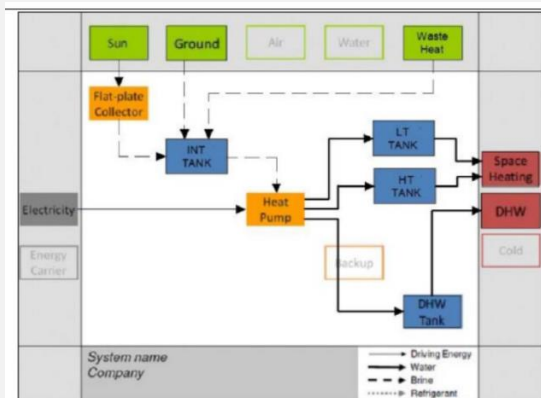 Sun
Ground
Air
Water
Waste
Heat
Flat-plate
Collector
INT
TANK
LT
TANK
HT
TANK
Space
Heating
Electricity
Heat
Pump
DHW
Energy
Carrier
Backup
Cold
DHW
Tank
System name
Company
Driving Energy
Water
Brine
Refrigerant